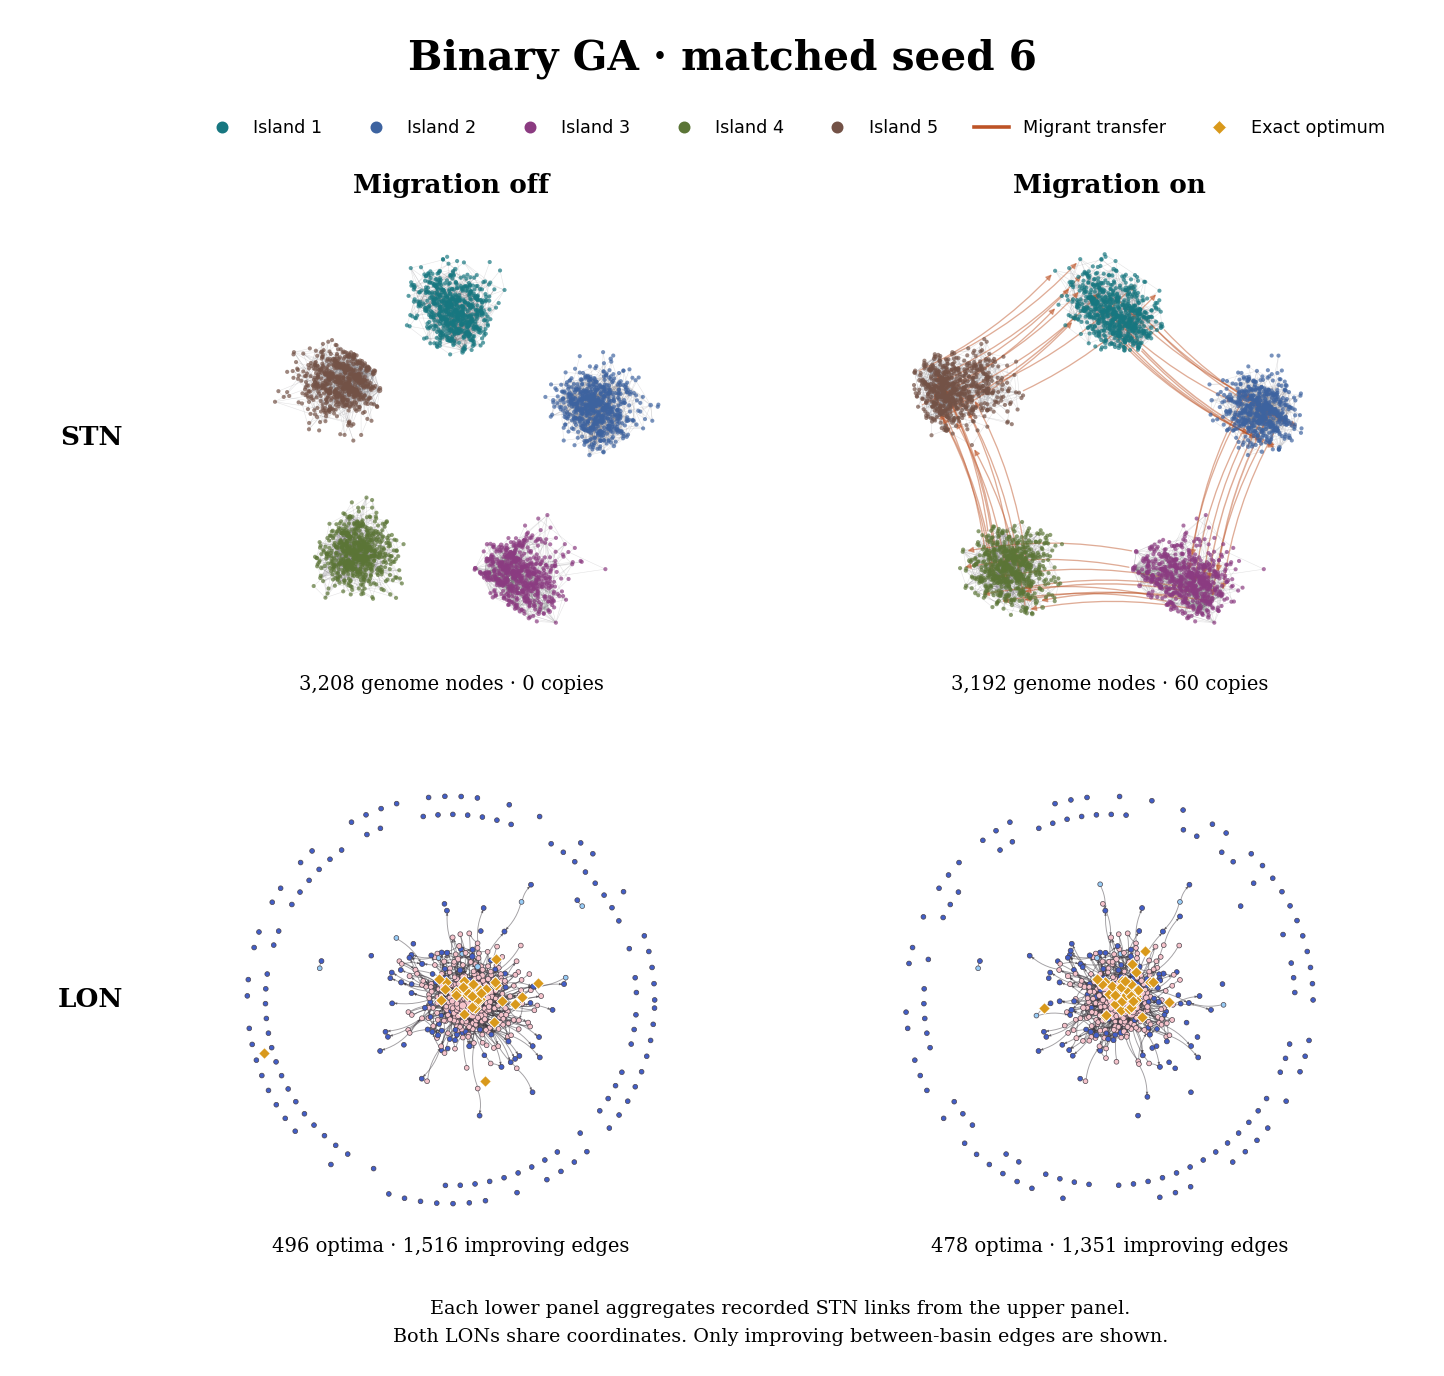 Binary GA · matched seed 6
Island 1
Island 2
Island 3
Island 4
Island 5
Migrant transfer
Exact optimum
Migration off
Migration on
STN
3,208 genome nodes · 0 copies
3,192 genome nodes · 60 copies
LON
496 optima · 1,516 improving edges
478 optima · 1,351 improving edges
Each lower panel aggregates recorded STN links from the upper panel.
Both LONs share coordinates. Only improving between-basin edges are shown.